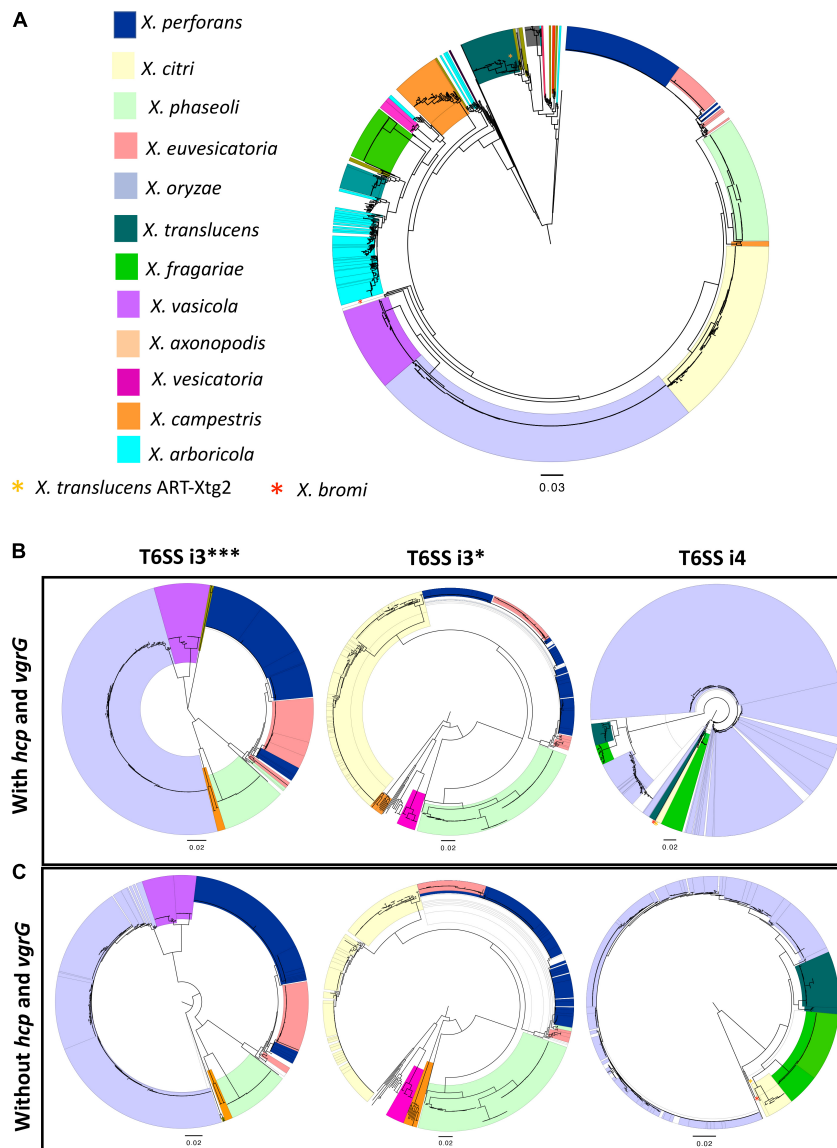 A
X. perforans
X. citri
X. phaseoli
X. euvesicatoria
X. oryzae
X. translucens
X. fragariae
X. vasicola
X. axonopodis
X. vesicatoria
X. campestris
X. arboricola
* X. translucens ART-Xtg2
* X. bromi
0.03
B
T6SS i3***
T6SS i3*
T6SS i4
With hcp and vgrG
0.02
0.02
0.02
C
Without hcp and vgrG
0.02
0.02
0.02